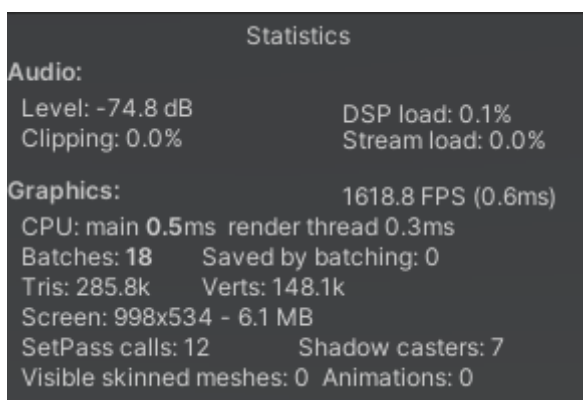 Statistics
Audio:
Level: -74.8 dB DSP load: 0.1%
Clipping: 0.0% Stream load: 0.0%
Graphics: 1618.8 FPS (0.6ms)
CPU: main 0.5ms render thread 0.3ms
Batches: 18 Saved by batching: 0
Tris: 285.8k Verts: 148.1k
Screen: 998x534 - 6.1 MB
SetPass calls: 12 Shadow casters: 7
Visible skinned meshes: 0 Animations: 0